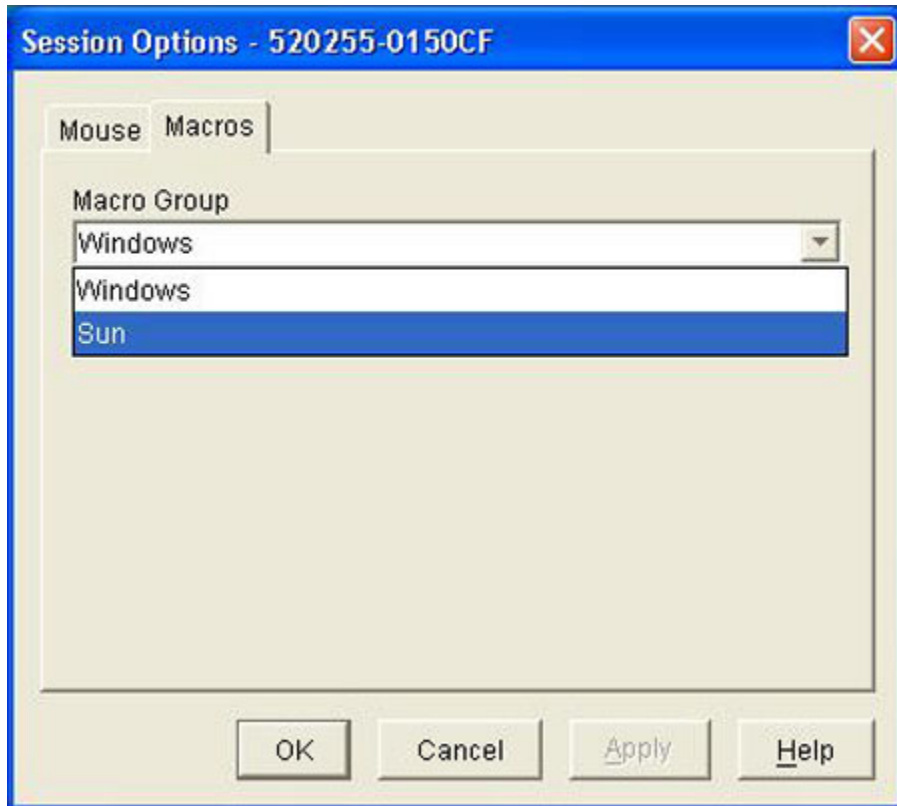 Session Options - 520255-0150CF
Mouse Macros
Macro Group
Windows
Windows
Sun
OK Cancel Apply Help